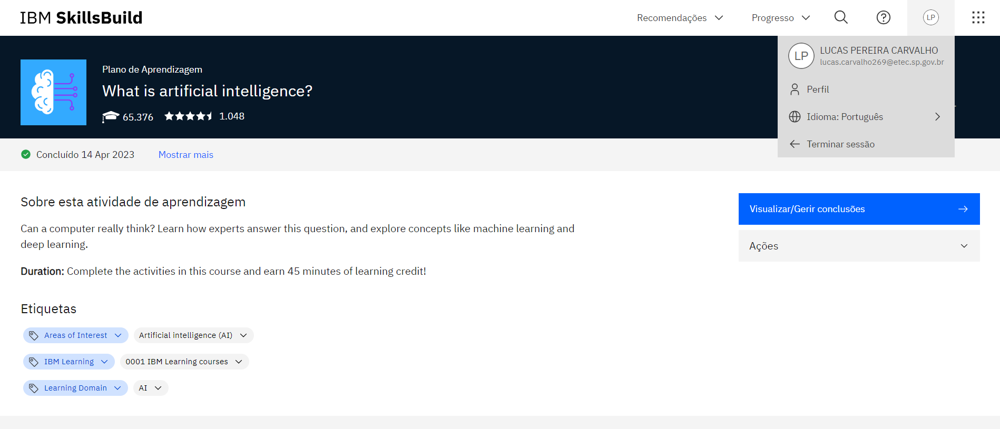 IBM SkillsBuild
Recomendações
Progresso
LP
LP
LUCAS PEREIRA CARVALHO
lucas.carvalho269@etec.sp.gov.br
Perfil
Idioma: Português
Terminar sessão
Plano de Aprendizagem
What is artificial intelligence?
65.376
1.048
Concluído 14 Apr 2023
Mostrar mais
Sobre esta atividade de aprendizagem
Can a computer really think? Learn how experts answer this question, and explore concepts like machine learning and
deep learning.
Duration: Complete the activities in this course and earn 45 minutes of learning credit!
Visualizar/Gerir conclusões
Ações
Etiquetas
Areas of Interest
Artificial intelligence (AI)
IBM Learning
0001 IBM Learning courses
Learning Domain
AI